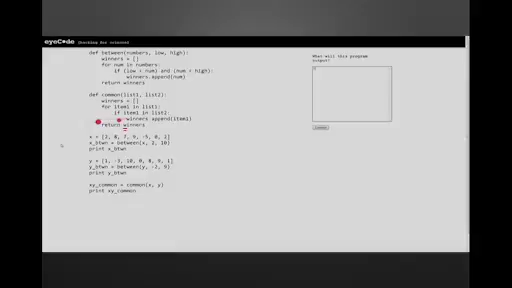 eyeCode
def between(numbers, low, high):
winners = []
for num in numbers:
if (low < num) and (num < high):
winners.append(num)
return winners
def common(list1, list2):
winners = []
for item1 in list1:
if item1 in list2:
winners append(item1)
return winners
x = [2, 8, 7, 9, -5, 0, 2]
x_btwn = between(x, 2, 10)
print x_btwn
y = [1, -3, 10, 0, 8, 9, 1]
y_btwn = between(y, -2, 9)
print y_btwn
xy_common = common(x, y)
print xy_common
What will this program
output?